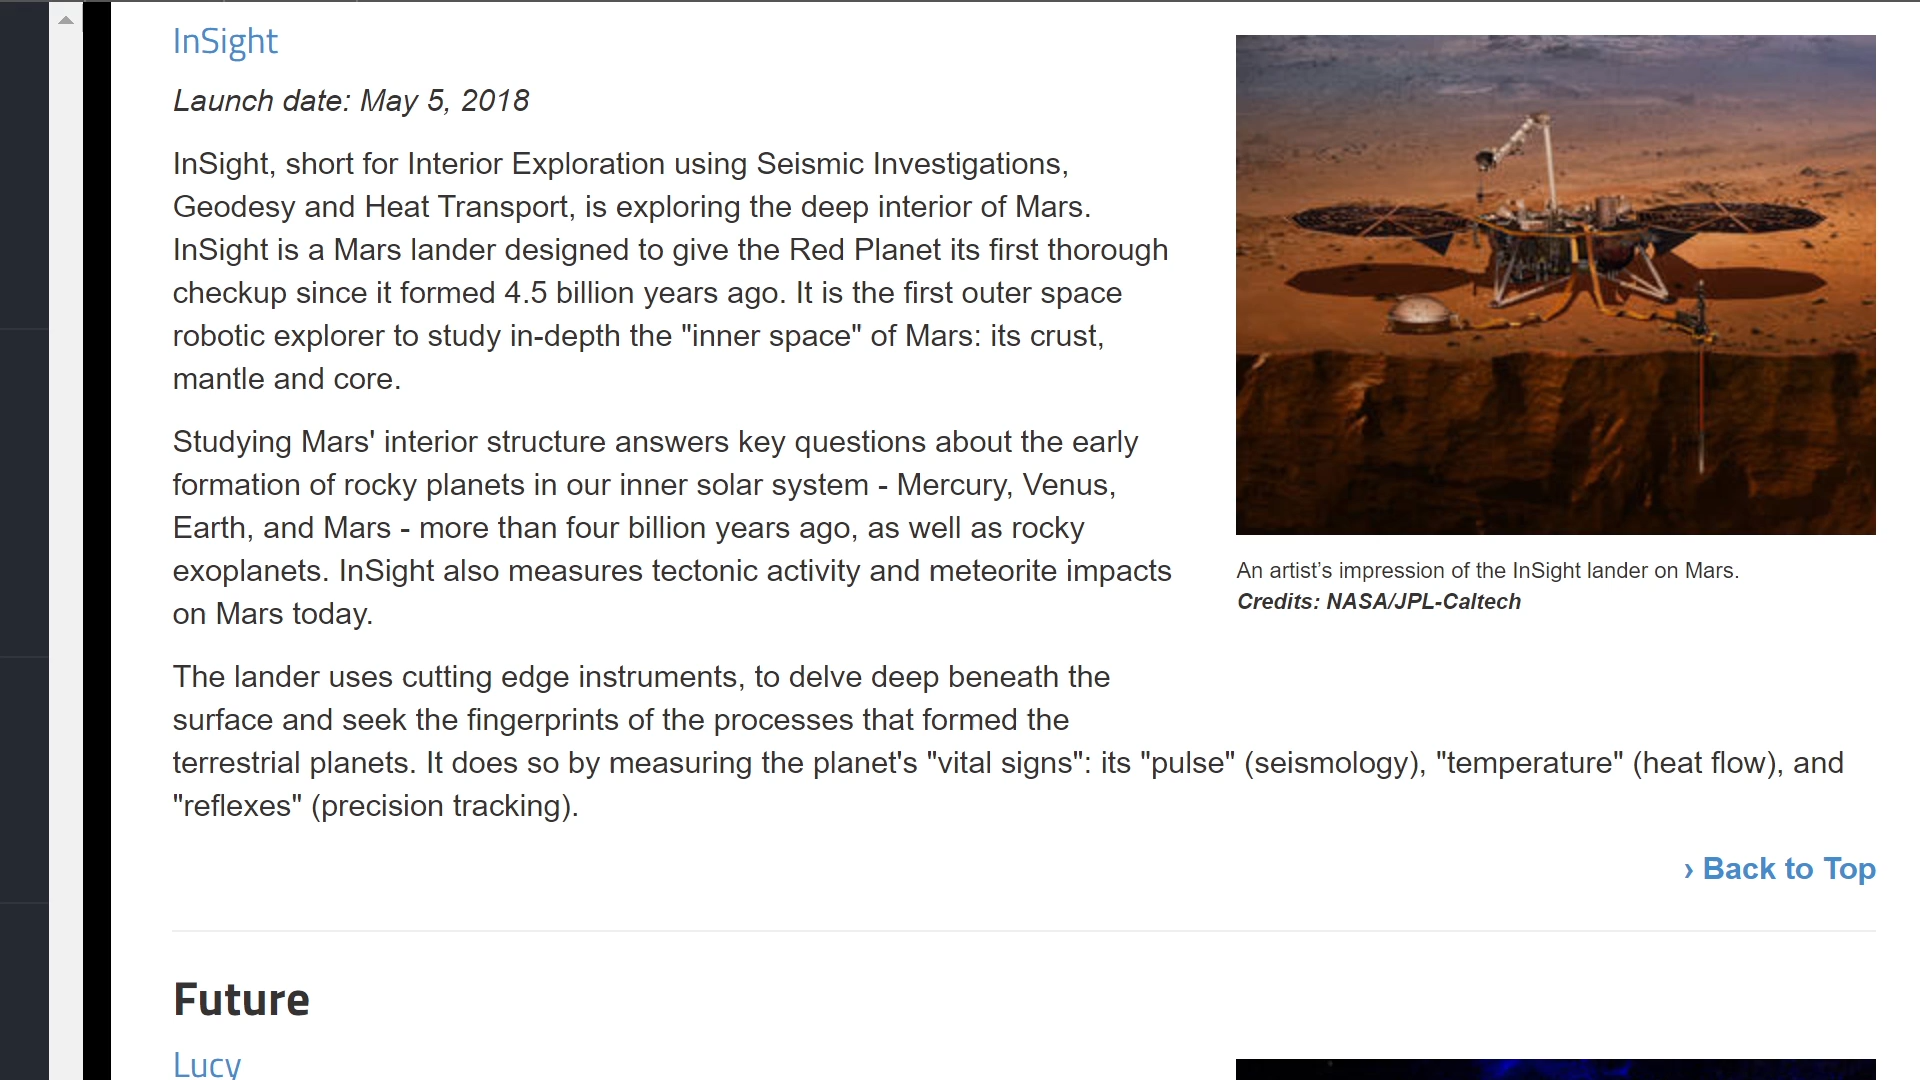 InSight
Launch date: May 5, 2018
InSight, short for Interior Exploration using Seismic Investigations,
Geodesy and Heat Transport, is exploring the deep interior of Mars.
InSight is a Mars lander designed to give the Red Planet its first thorough
checkup since it formed 4.5 billion years ago. It is the first outer space
robotic explorer to study in-depth the "inner space" of Mars: its crust,
mantle and core.
Studying Mars' interior structure answers key questions about the early
formation of rocky planets in our inner solar system - Mercury, Venus,
Earth, and Mars - more than four billion years ago, as well as rocky
exoplanets. InSight also measures tectonic activity and meteorite impacts
on Mars today.
The lander uses cutting edge instruments, to delve deep beneath the
surface and seek the fingerprints of the processes that formed the
terrestrial planets. It does so by measuring the planet's "vital signs": its "pulse" (seismology), "temperature" (heat flow), and
"reflexes" (precision tracking).
An artist’s impression of the InSight lander on Mars.
Credits: NASA/JPL-Caltech
› Back to Top
Future
Lucy